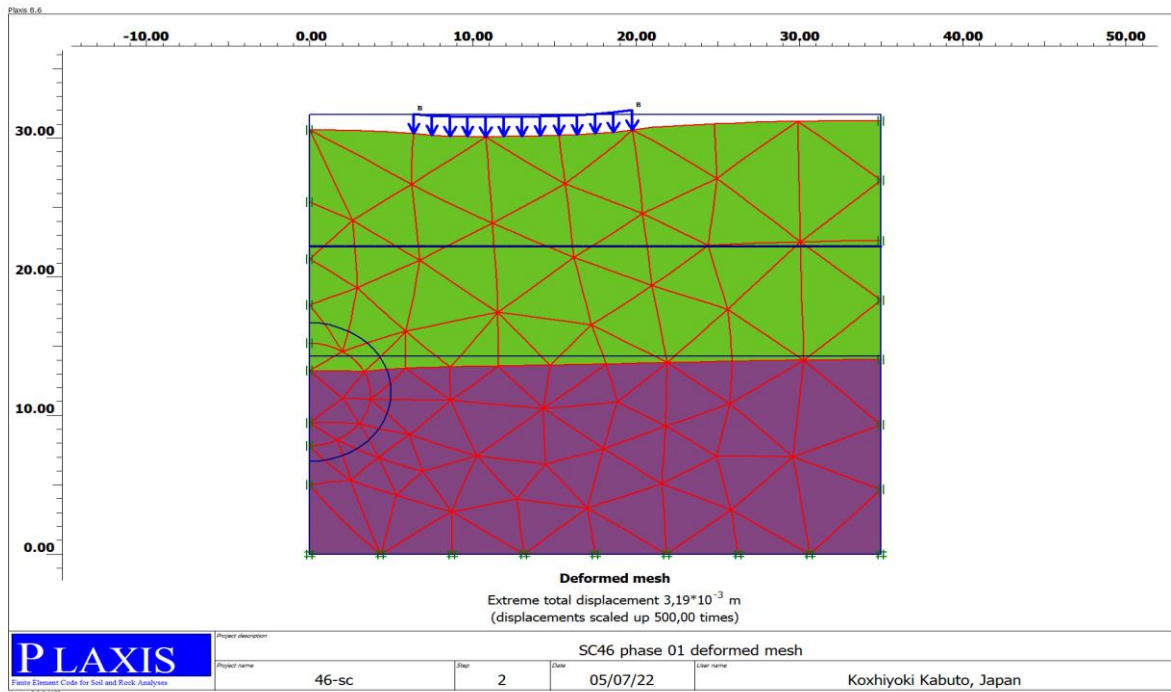 Plaxis 8.6
-10.00 0.00 10.00 20.00 30.00 40.00 50.00
B B
30.00
20.00
10.00
0.00
Deformed mesh
Extreme total displacement 3,19*10⁻³ m
(displacements scaled up 500,00 times)
PLAXIS
Finite Element Code for Soil and Rock Analyses
Project description
SC46 phase 01 deformed mesh
Project name
46-sc
Step
2
Date
05/07/22
User name
Koxhiyoki Kabuto, Japan